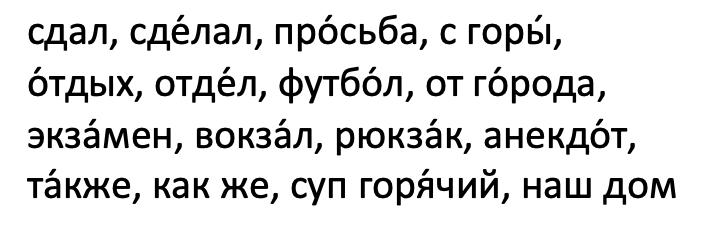 сдал, сде́лал, про́сьба, с горы́,
о́тдых, отде́л, футбо́л, от го́рода,
экза́мен, вокза́л, рюкза́к, анекдо́т,
та́кже, как же, суп горя́чий, наш дом